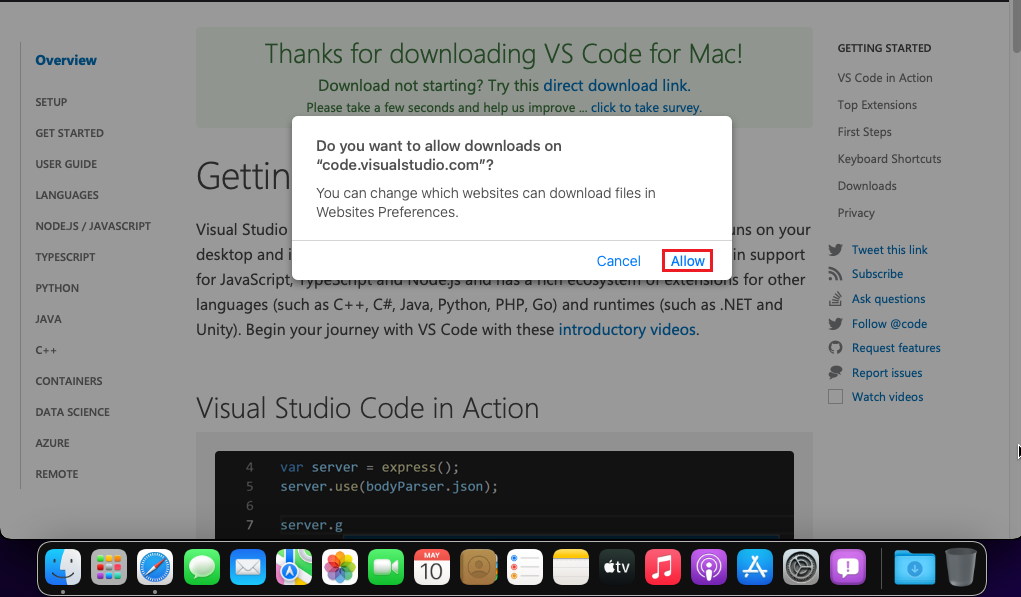 Overview
SETUP
GET STARTED
USER GUIDE
LANGUAGES
NODE.JS / JAVASCRIPT
TYPESCRIPT
PYTHON
JAVA
C++
CONTAINERS
DATA SCIENCE
AZURE
REMOTE
Thanks for downloading VS Code for Mac!
Download not starting? Try this direct download link.
Please take a few seconds and help us improve ... click to take survey.
Do you want to allow downloads on
“code.visualstudio.com”?
You can change which websites can download files in
Websites Preferences.
Cancel
Allow
Gettin
Visual Studio uns on your
desktop and i in support
for JavaScript, TypeScript and Node.js and has a rich ecosystem of extensions for other
languages (such as C++, C#, Java, Python, PHP, Go) and runtimes (such as .NET and
Unity). Begin your journey with VS Code with these introductory videos.
Visual Studio Code in Action
4 var server = express();
5 server.use(bodyParser.json);
6
7 server.g
GETTING STARTED
VS Code in Action
Top Extensions
First Steps
Keyboard Shortcuts
Downloads
Privacy
Tweet this link
Subscribe
Ask questions
Follow @code
Request features
Report issues
Watch videos
MAY
10
tv